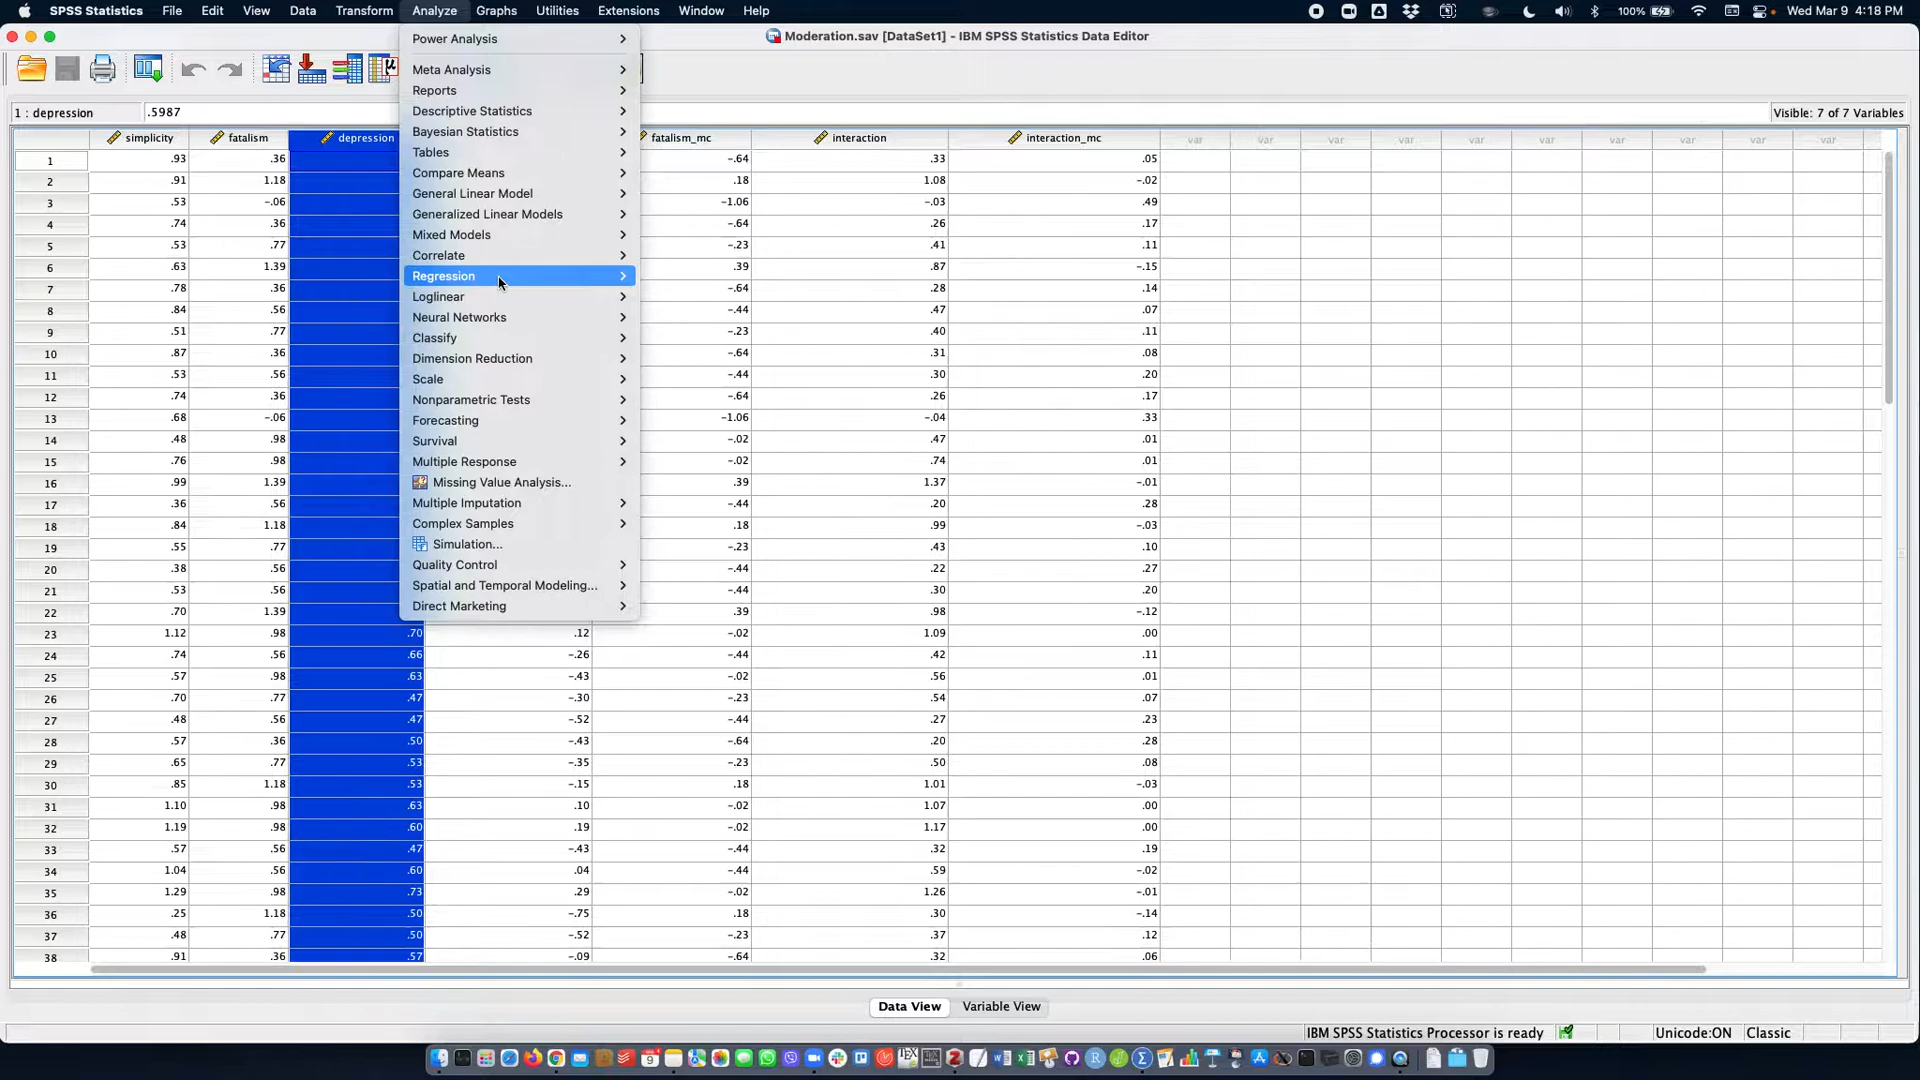 SPSS Statistics File Edit View Data Transform Analyze Graphs Utilities Extensions Window Help 100% Wed Mar 9 4:18 PM
Moderation.sav [DataSet1] - IBM SPSS Statistics Data Editor
1 : depression .5987 Visible: 7 of 7 Variables
simplicity fatalism depression fatalism_mc interaction interaction_mc var var var var var var var var var var
Power Analysis
Meta Analysis
Reports
Descriptive Statistics
Bayesian Statistics
Tables
Compare Means
General Linear Model
Generalized Linear Models
Mixed Models
Correlate
Regression
Loglinear
Neural Networks
Classify
Dimension Reduction
Scale
Nonparametric Tests
Forecasting
Survival
Multiple Response
Missing Value Analysis...
Multiple Imputation
Complex Samples
Simulation...
Quality Control
Spatial and Temporal Modeling...
Direct Marketing
1 .93 .36 -.64 .33 .05
2 .91 1.18 .18 1.08 -.02
3 .53 -.06 -1.06 -.03 .49
4 .74 .36 -.64 .26 .17
5 .53 .77 -.23 .41 .11
6 .63 1.39 .39 .87 -.15
7 .78 .36 -.64 .28 .14
8 .84 .56 -.44 .47 .07
9 .51 .77 -.23 .40 .11
10 .87 .36 -.64 .31 .08
11 .53 .56 -.44 .30 .20
12 .74 .36 -.64 .26 .17
13 .68 -.06 -1.06 -.04 .33
14 .48 .98 -.02 .47 .01
15 .76 .98 -.02 .74 .01
16 .99 1.39 .39 1.37 -.01
17 .36 .56 -.44 .20 .28
18 .84 1.18 .18 .99 -.03
19 .55 .77 -.23 .43 .10
20 .38 .56 -.44 .22 .27
21 .53 .56 -.44 .30 .20
22 .70 1.39 .39 .98 -.12
23 1.12 .98 .70 .12 -.02 1.09 .00
24 .74 .56 .66 -.26 -.44 .42 .11
25 .57 .98 .63 -.43 -.02 .56 .01
26 .70 .77 .47 -.30 -.23 .54 .07
27 .48 .56 .47 -.52 -.44 .27 .23
28 .57 .36 .50 -.43 -.64 .20 .28
29 .65 .77 .53 -.35 -.23 .50 .08
30 .85 1.18 .53 -.15 .18 1.01 -.03
31 1.10 .98 .63 .10 -.02 1.07 .00
32 1.19 .98 .60 .19 -.02 1.17 .00
33 .57 .56 .47 -.43 -.44 .32 .19
34 1.04 .56 .60 .04 -.44 .59 -.02
35 1.29 .98 .73 .29 -.02 1.26 -.01
36 .25 1.18 .50 -.75 .18 .30 -.14
37 .48 .77 .50 -.52 -.23 .37 .12
38 .91 .36 .57 -.09 -.64 .32 .06
Data View Variable View
IBM SPSS Statistics Processor is ready Unicode:ON Classic